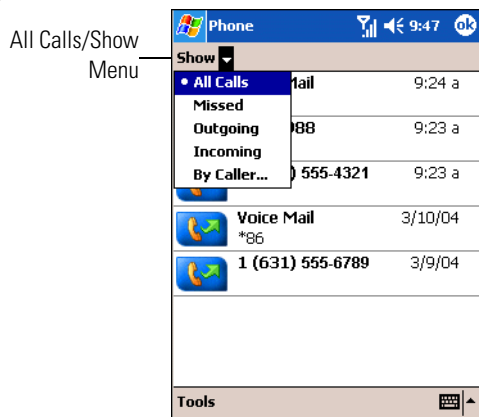 All Calls/Show
Menu
Phone 9:47 ok
Show
• All Calls
Missed
Outgoing
Incoming
By Caller...
Mail 9:24 a
988 9:23 a
) 555-4321 9:23 a
Voice Mail 3/10/04
*86
1 (631) 555-6789 3/9/04
Tools